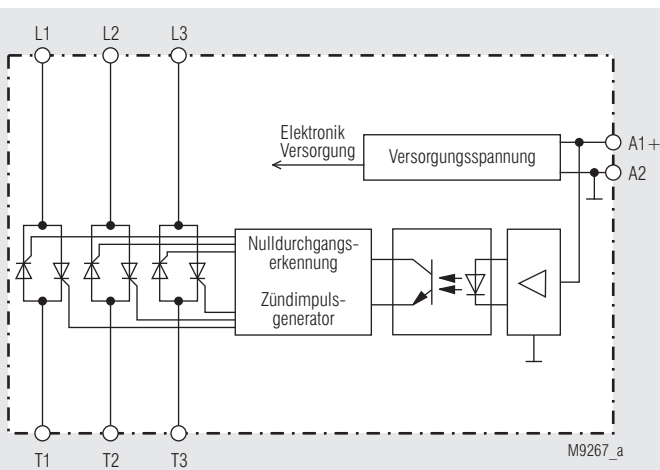 L1 L2 L3
Elektronik
Versorgung
Versorgungsspannung
A1+
A2
Nulldurchgangs-
erkennung
Zündimpuls-
generator
T1 T2 T3
M9267_a